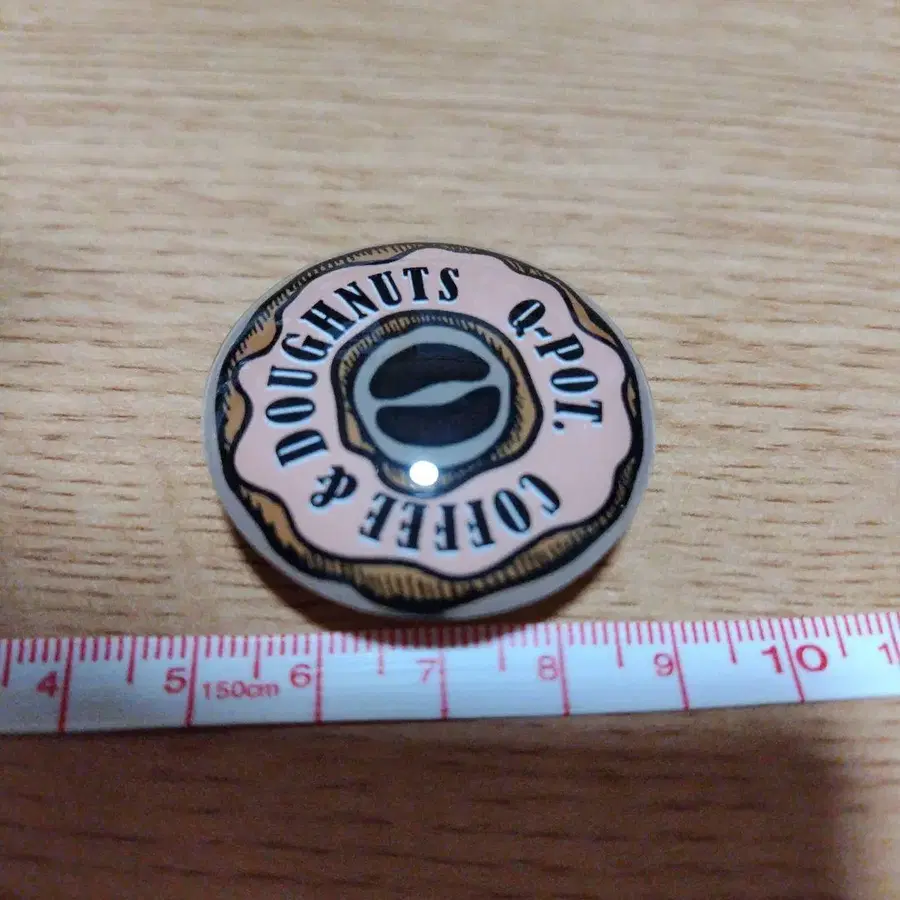 Q-POT.
COFFEE & DOUGHNUTS
4 5 150cm 6 7 8 9 10